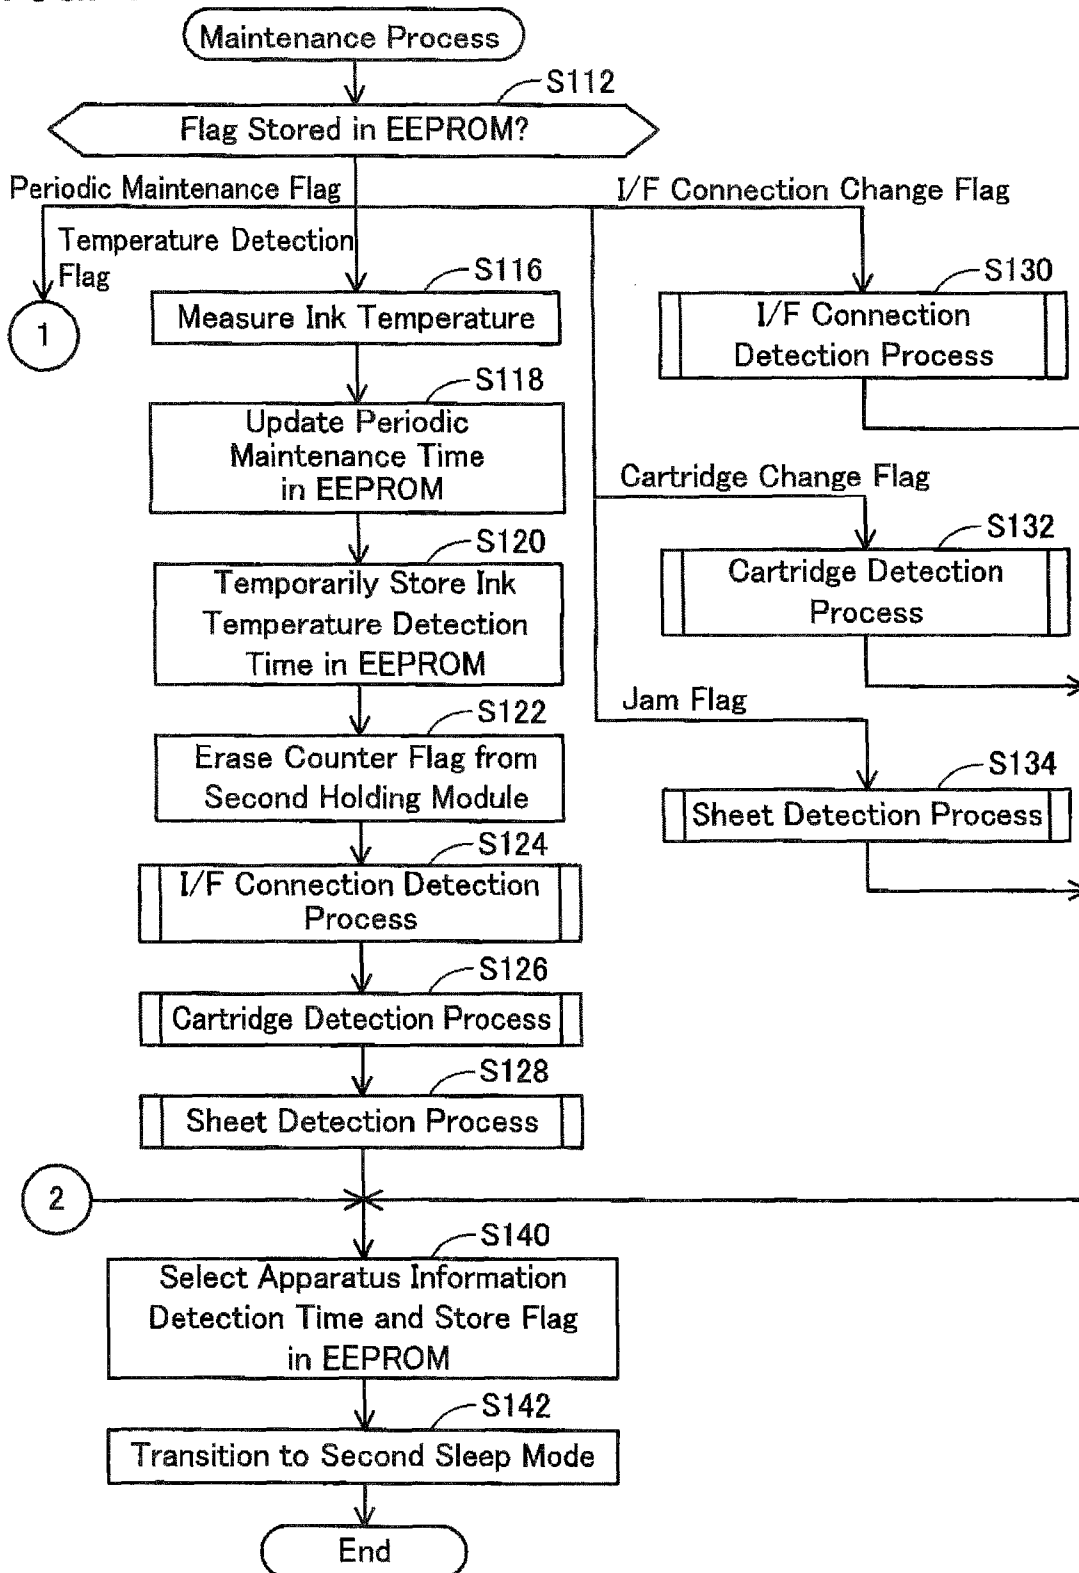 Maintenance Process
S112
Flag Stored in EEPROM?
Periodic Maintenance Flag
I/F Connection Change Flag
Temperature Detection
Flag
1
S116
Measure Ink Temperature
S130
I/F Connection
Detection Process
S118
Update Periodic
Maintenance Time
in EEPROM
Cartridge Change Flag
S132
Cartridge Detection
Process
S120
Temporarily Store Ink
Temperature Detection
Time in EEPROM
Jam Flag
S134
Sheet Detection Process
S122
Erase Counter Flag from
Second Holding Module
S124
I/F Connection Detection
Process
S126
Cartridge Detection Process
S128
Sheet Detection Process
2
S140
Select Apparatus Information
Detection Time and Store Flag
in EEPROM
S142
Transition to Second Sleep Mode
End